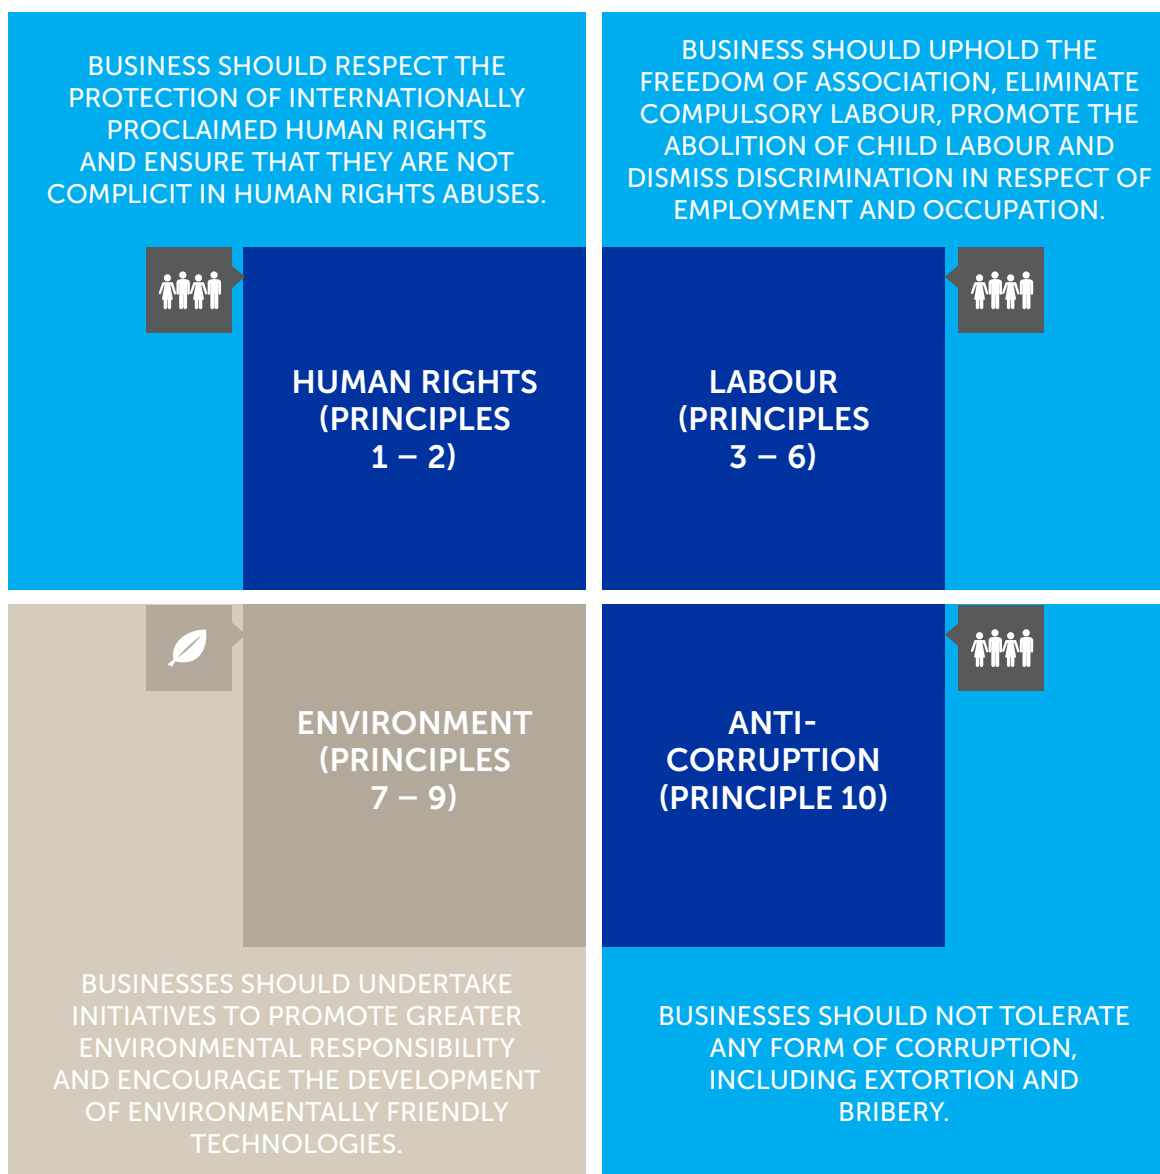 BUSINESS SHOULD RESPECT THE
PROTECTION OF INTERNATIONALLY
PROCLAIMED HUMAN RIGHTS
AND ENSURE THAT THEY ARE NOT
COMPLICIT IN HUMAN RIGHTS ABUSES.
HUMAN RIGHTS
(PRINCIPLES
1 – 2)
BUSINESS SHOULD UPHOLD THE
FREEDOM OF ASSOCIATION, ELIMINATE
COMPULSORY LABOUR, PROMOTE THE
ABOLITION OF CHILD LABOUR AND
DISMISS DISCRIMINATION IN RESPECT OF
EMPLOYMENT AND OCCUPATION.
LABOUR
(PRINCIPLES
3 – 6)
ENVIRONMENT
(PRINCIPLES
7 – 9)
BUSINESSES SHOULD UNDERTAKE
INITIATIVES TO PROMOTE GREATER
ENVIRONMENTAL RESPONSIBILITY
AND ENCOURAGE THE DEVELOPMENT
OF ENVIRONMENTALLY FRIENDLY
TECHNOLOGIES.
ANTI-
CORRUPTION
(PRINCIPLE 10)
BUSINESSES SHOULD NOT TOLERATE
ANY FORM OF CORRUPTION,
INCLUDING EXTORTION AND
BRIBERY.